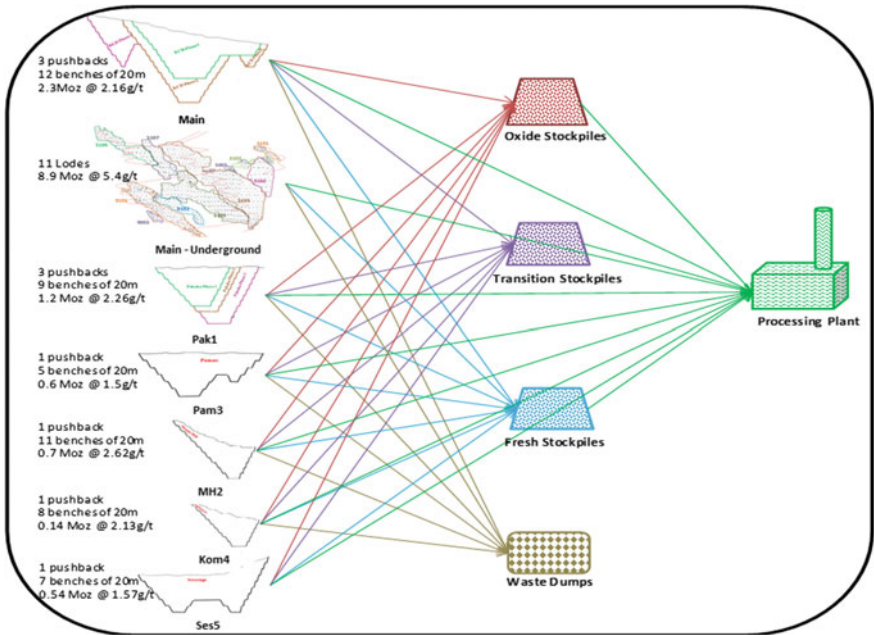 3 pushbacks
12 benches of 20m
2.3Moz @ 2.16g/t
Main
11 Lodes
8.9 Moz @ 5.4g/t
Main - Underground
3 pushbacks
9 benches of 20m
1.2 Moz @ 2.26g/t
Pak1
1 pushback
5 benches of 20m
0.6 Moz @ 1.5g/t
Pam3
1 pushback
11 benches of 20m
0.7 Moz @ 2.62g/t
MH2
1 pushback
8 benches of 20m
0.14 Moz @ 2.13g/t
Kom4
1 pushback
7 benches of 20m
0.54 Moz @ 1.57g/t
Ses5
Oxide Stockpiles
Transition Stockpiles
Fresh Stockpiles
Waste Dumps
Processing Plant